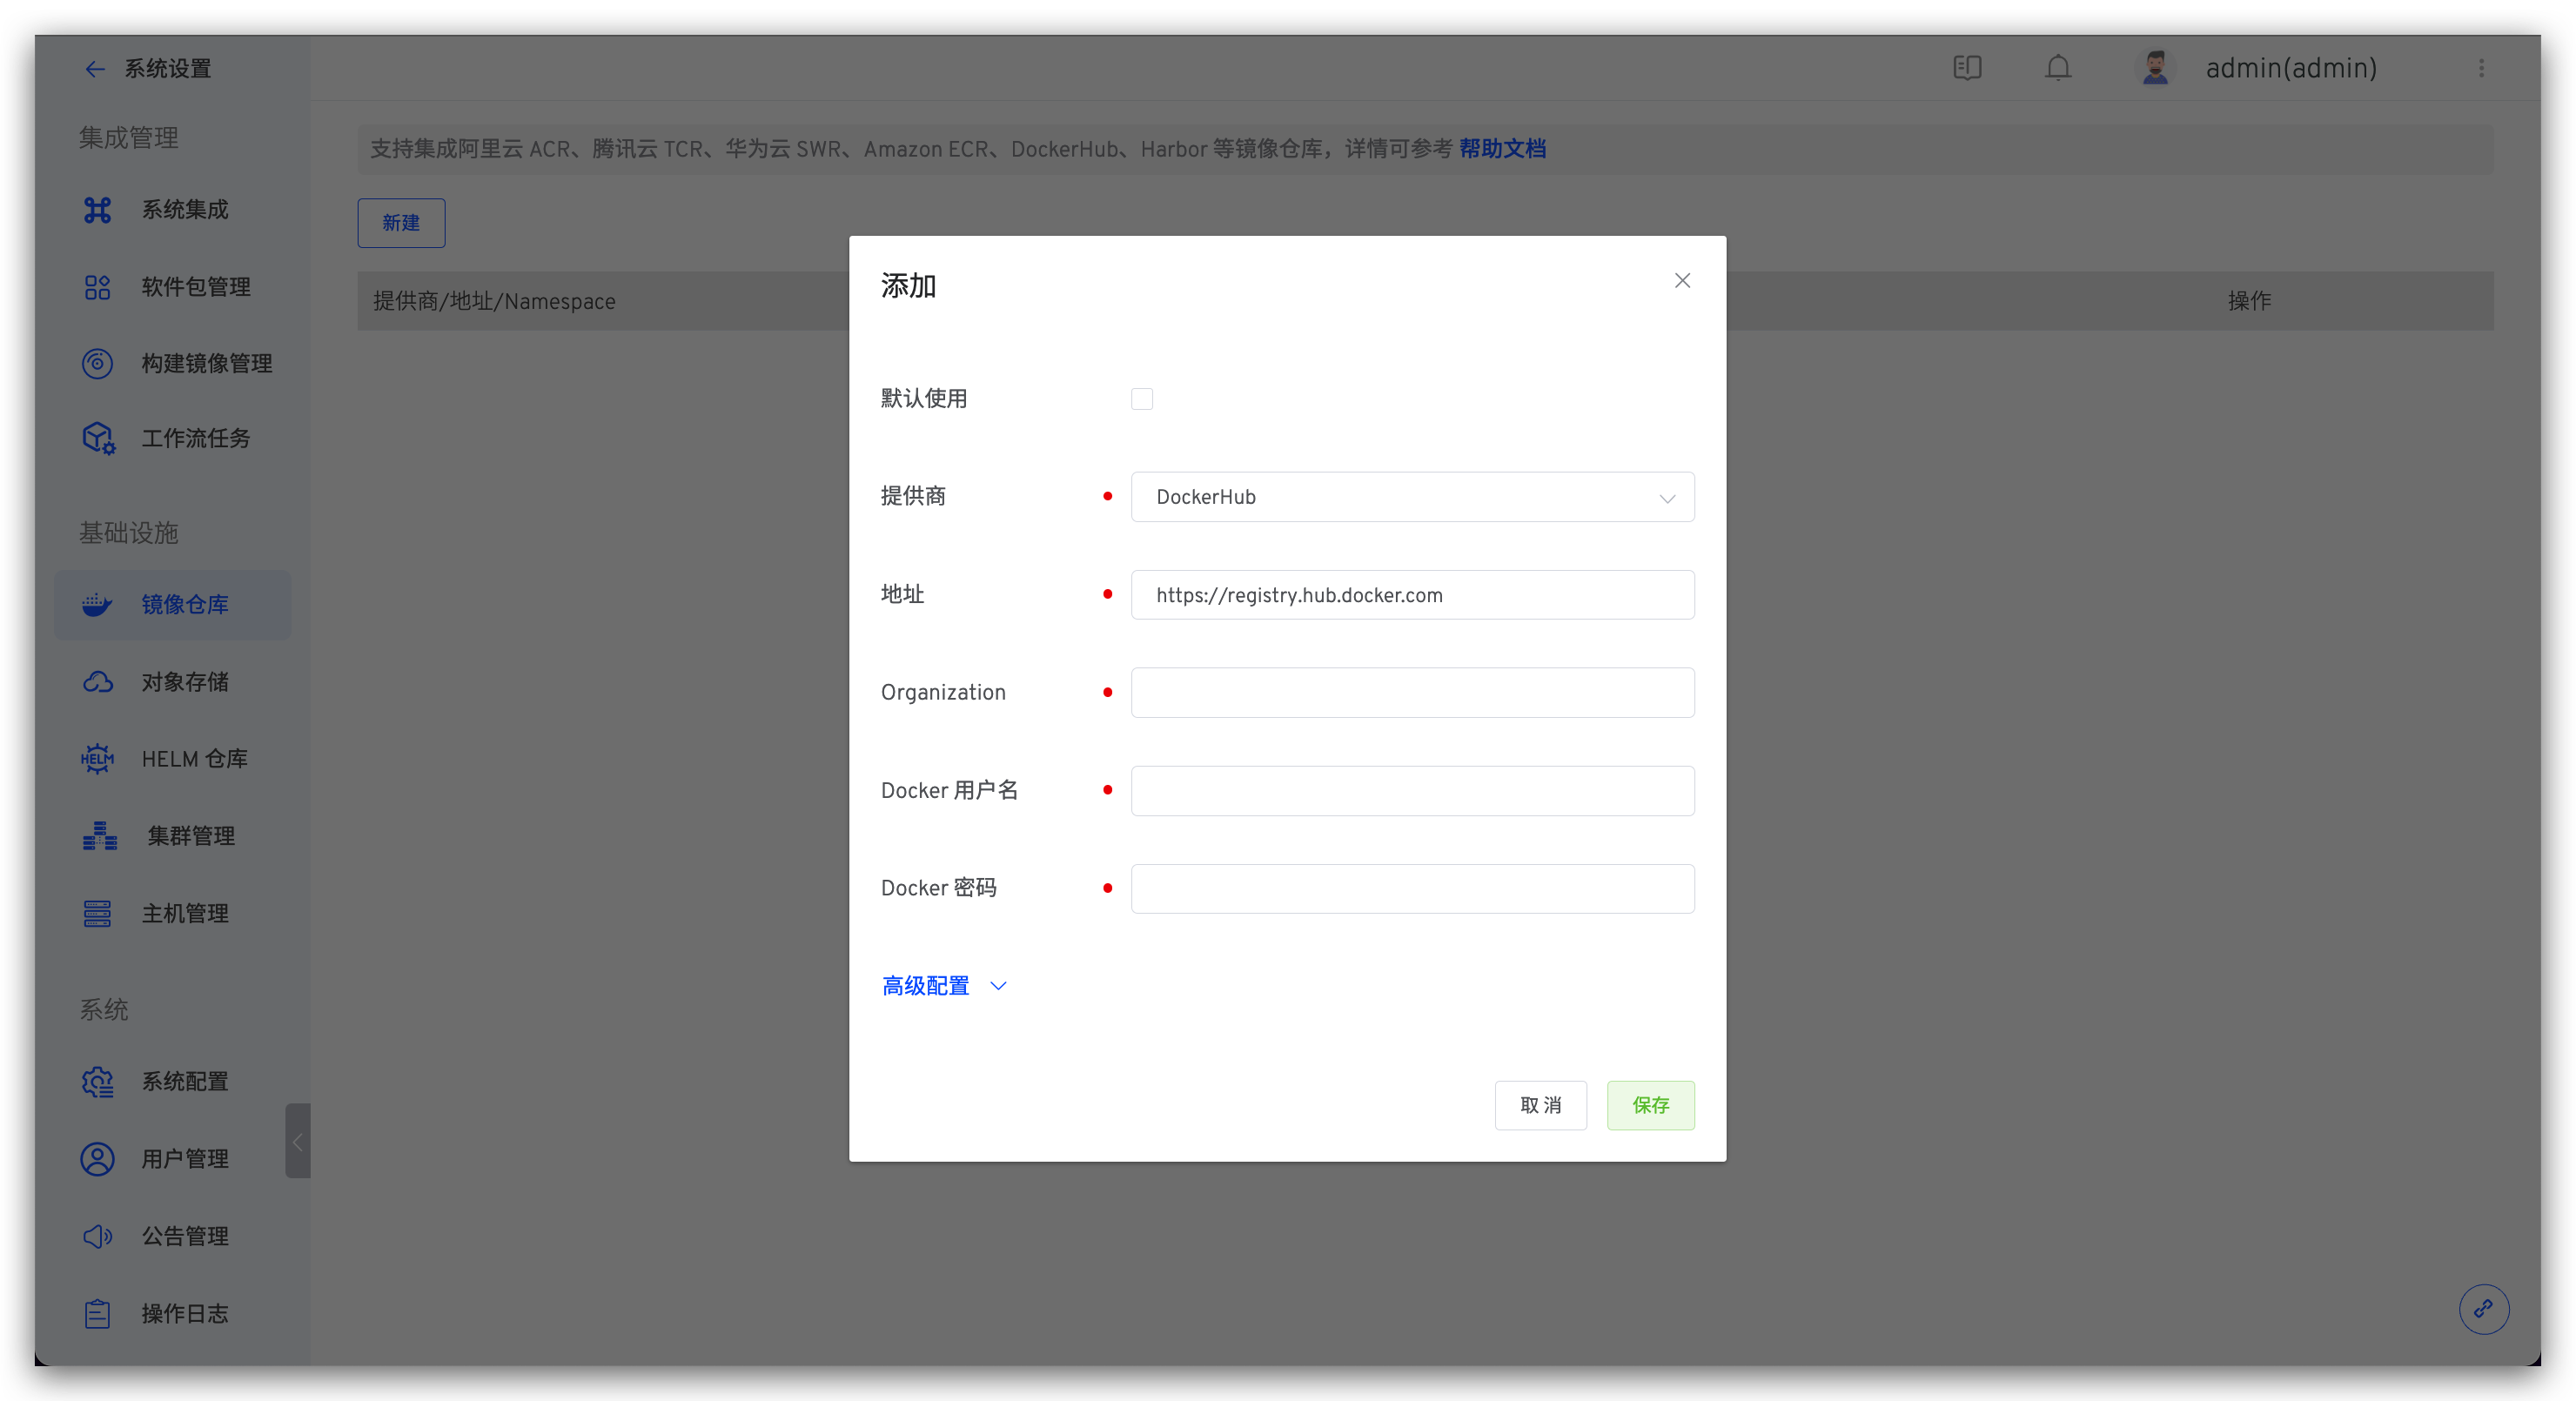 系统设置
admin(admin)
集成管理
系统集成
软件包管理
构建镜像管理
工作流任务
基础设施
镜像仓库
对象存储
HELM
HELM 仓库
集群管理
主机管理
系统
系统配置
用户管理
公告管理
操作日志
支持集成阿里云 ACR、腾讯云 TCR、华为云 SWR、Amazon ECR、DockerHub、Harbor 等镜像仓库，详情可参考 帮助文档
新建
提供商/地址/Namespace
操作
添加
默认使用
提供商 DockerHub
地址 https://registry.hub.docker.com
Organization
Docker 用户名
Docker 密码
高级配置
取 消
保存